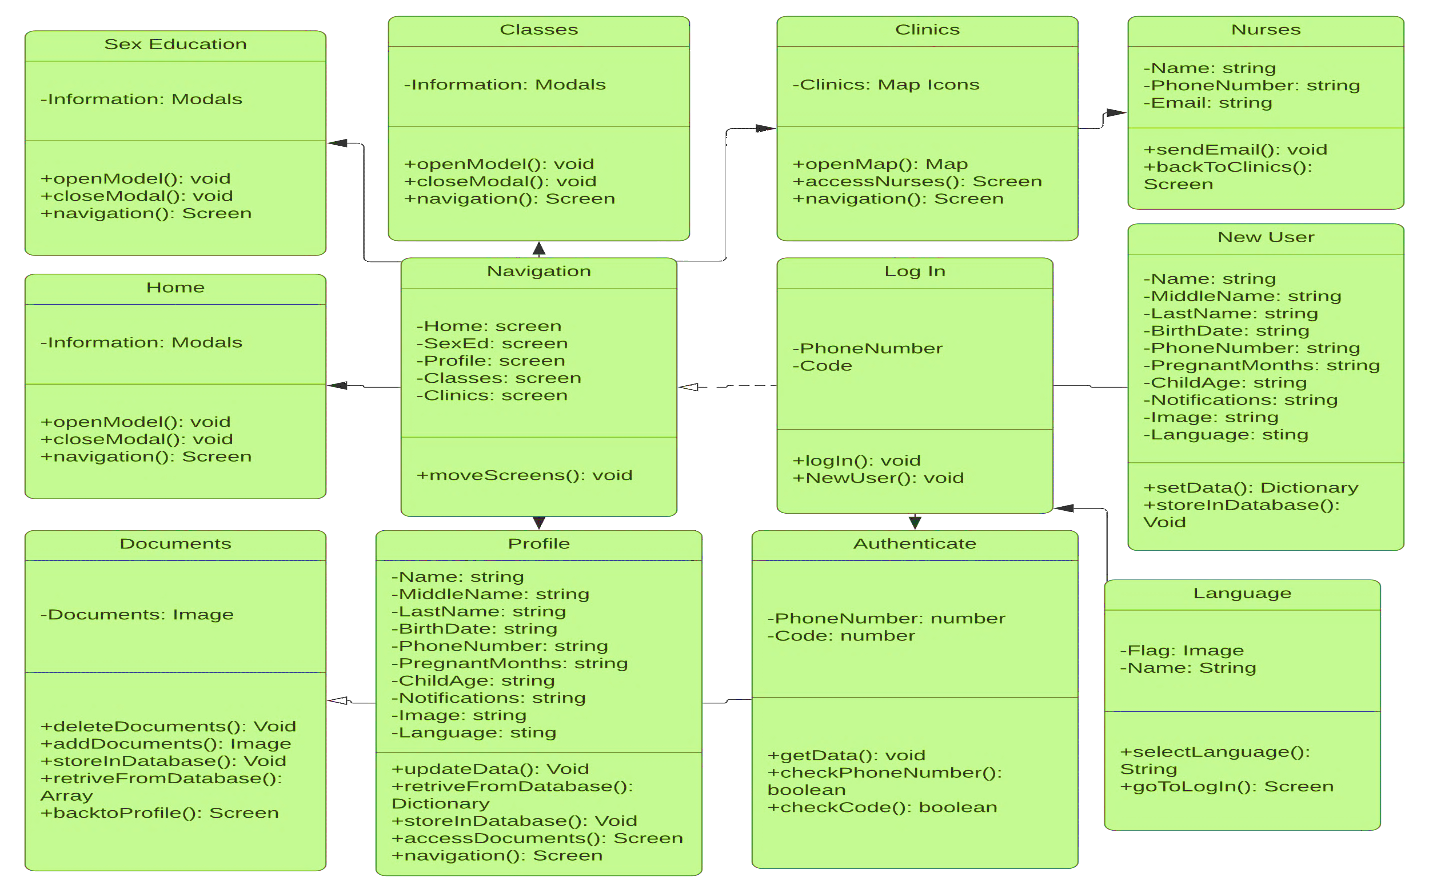 Sex Education
-Information: Modals
+openModel(): void
+closeModal(): void
+navigation(): Screen
Classes
-Information: Modals
+openModel(): void
+closeModal(): void
+navigation(): Screen
Clinics
-Clinics: Map Icons
+openMap(): Map
+accessNurses(): Screen
+navigation(): Screen
Nurses
-Name: string
-PhoneNumber: string
-Email: string
+sendEmail(): void
+backToClinics():
Screen
Home
-Information: Modals
+openModel(): void
+closeModal(): void
+navigation(): Screen
Navigation
-Home: screen
-SexEd: screen
-Profile: screen
-Classes: screen
-Clinics: screen
+moveScreens(): void
Log In
-PhoneNumber
-Code
+logIn(): void
+NewUser(): void
New User
-Name: string
-MiddleName: string
-LastName: string
-BirthDate: string
-PhoneNumber: string
-PregnantMonths: string
-ChildAge: string
-Notifications: string
-Image: string
-Language: sting
+setData(): Dictionary
+storeInDatabase():
Void
Documents
-Documents: Image
+deleteDocuments(): Void
+addDocuments(): Image
+storeInDatabase(): Void
+retriveFromDatabase():
Array
+backtoProfile(): Screen
Profile
-Name: string
-MiddleName: string
-LastName: string
-BirthDate: string
-PhoneNumber: string
-PregnantMonths: string
-ChildAge: string
-Notifications: string
-Image: string
-Language: sting
+updateData(): Void
+retriveFromDatabase():
Dictionary
+storeInDatabase(): Void
+accessDocuments(): Screen
+navigation(): Screen
Authenticate
-PhoneNumber: number
-Code: number
+getData(): void
+checkPhoneNumber():
boolean
+checkCode(): boolean
Language
-Flag: Image
-Name: String
+selectLanguage():
String
+goToLogIn(): Screen